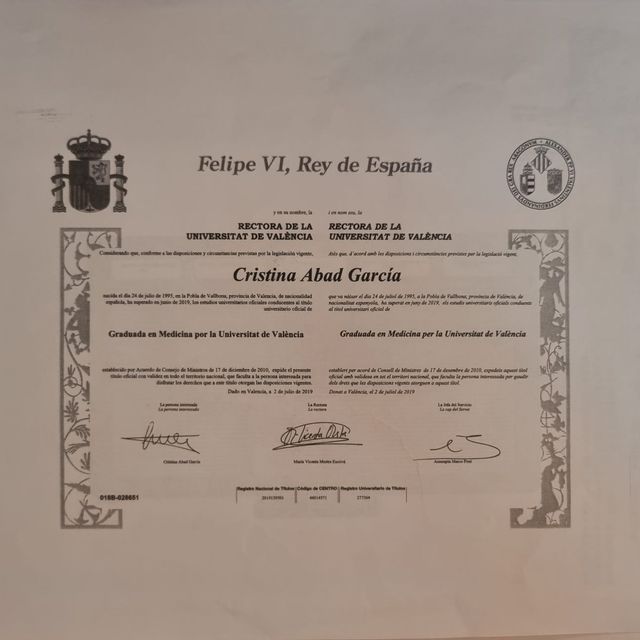 Felipe VI, Rey de España
y en su nombre, la
RECTORA DE LA
UNIVERSITAT DE VALÈNCIA
i en nom seu, la
RECTORA DE LA
UNIVERSITAT DE VALÈNCIA
Considerando que, conforme a las disposiciones y circunstancias previstas por la legislación vigente,
Atès que, d'acord amb les disposicions i circumstàncies previstes per la legislació vigent,
Cristina Abad García
nacida el día 24 de julio de 1995, en la Pobla de Vallbona, provincia de Valencia, de nacionalidad
española, ha superado en junio de 2019, los estudios universitarios oficiales conducentes al título
universitario oficial de
que va nàixer el dia 24 de juliol de 1995, a la Pobla de Vallbona, província de València, de
nacionalitat espanyola, ha superat en juny de 2019, els estudis universitaris oficials conduents
al títol universitari oficial de
Graduada en Medicina por la Universitat de València
Graduada en Medicina per la Universitat de València
establecido por Acuerdo de Consejo de Ministros de 17 de diciembre de 2010, expide el presente
título oficial con validez en todo el territorio nacional, que faculta a la persona interesada para
disfrutar los derechos que a este título otorgan las disposiciones vigentes.
Dado en Valencia, a 2 de julio de 2019
establert per acord de Consell de Ministres de 17 de desembre de 2010, expedeix aquest títol
oficial amb validesa en tot el territori nacional, que faculta la persona interessada per gaudir
dels drets que les disposicions vigents atorguen a aquest títol.
Donat a València, el 2 de juliol de 2019
La persona interesada
La persona interessada
La Rectora
La rectora
La Jefa del Servicio
La cap del Servei
Cristina Abad García
María Vicenta Mestre Escrivà
018B-028651
Registro Nacional de Títulos Código de CENTRO Registro Universitario de Títulos